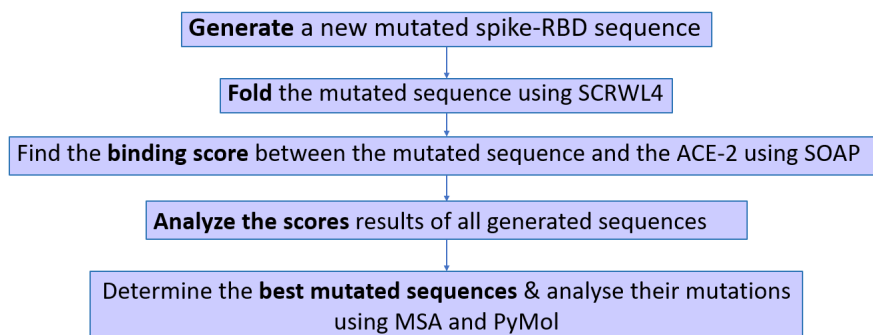 Generate a new mutated spike-RBD sequence
Fold the mutated sequence using SCRWL4
Find the binding score between the mutated sequence and the ACE-2 using SOAP
Analyze the scores results of all generated sequences
Determine the best mutated sequences & analyse their mutations
using MSA and PyMol